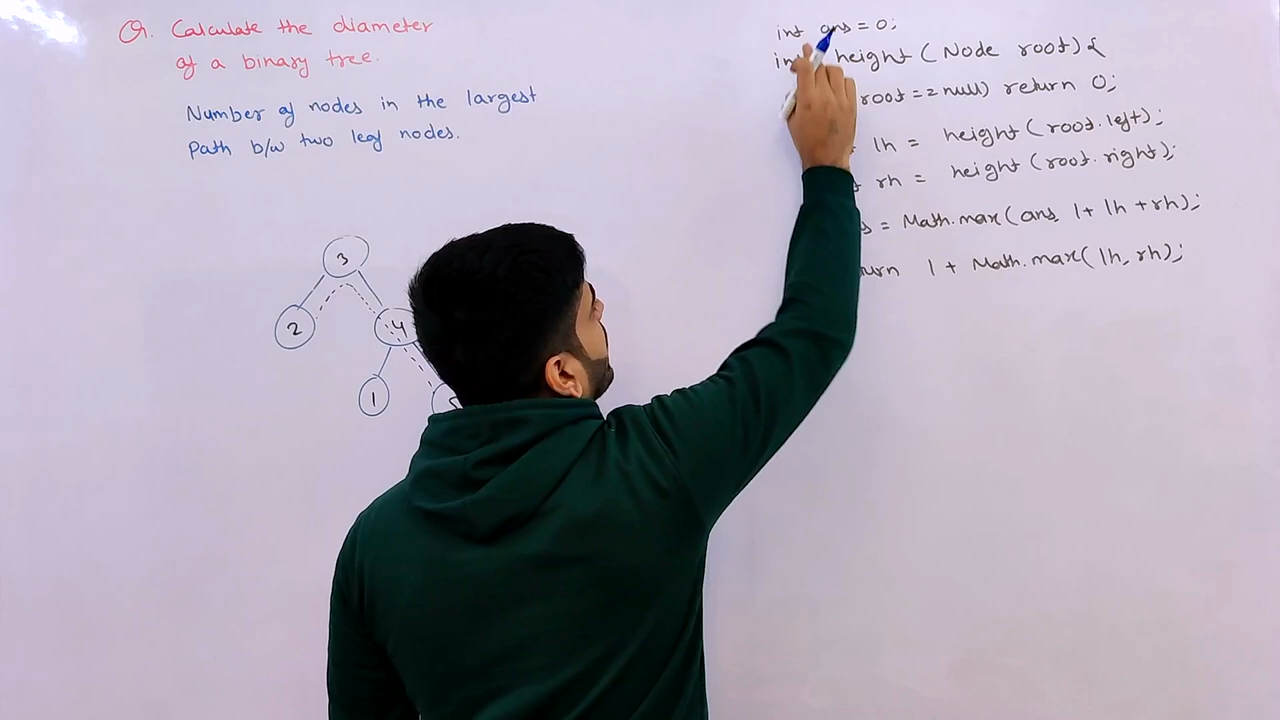 Q. Calculate the diameter
of a binary tree.
Number of nodes in the largest
Path b/w two leaf nodes.
3
2
4
1
int ans = 0;
height (Node root) {
root == null) return 0;
lh = height (root.left);
rh = height (root.right);
= Math.max(ans, 1 + lh + rh);
1 + Math.max(lh, rh);